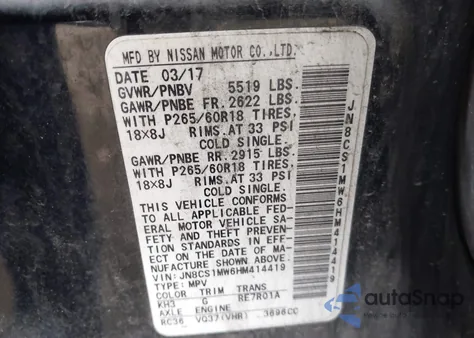 MFD BY NISSAN MOTOR CO.,LTD.
DATE 03/17
GVWR/PNBV 5519 LBS.
GAWR/PNBE FR. 2622 LBS.
WITH P265/60R18 TIRES,
18X8J RIMS.AT 33 PSI
COLD SINGLE.
GAWR/PNBE RR. 2915 LBS.
WITH P265/60R18 TIRES,
18X8J RIMS.AT 33 PSI
COLD SINGLE.
THIS VEHICLE CONFORMS
TO ALL APPLICABLE FED-
ERAL MOTOR VEHICLE SA-
FETY AND THEFT PREVEN-
TION STANDARDS IN EFF-
ECT ON THE DATE OF MA-
NUFACTURE SHOWN ABOVE.
VIN: JN8CS1MW6HM414419
TYPE: MPV
COLOR TRIM TRANS
KH3 G RE7R01A
AXLE ENGINE
RC36 VQ37(VHR) 3696CC
JN8CS1MW6HM414419
autoSnap